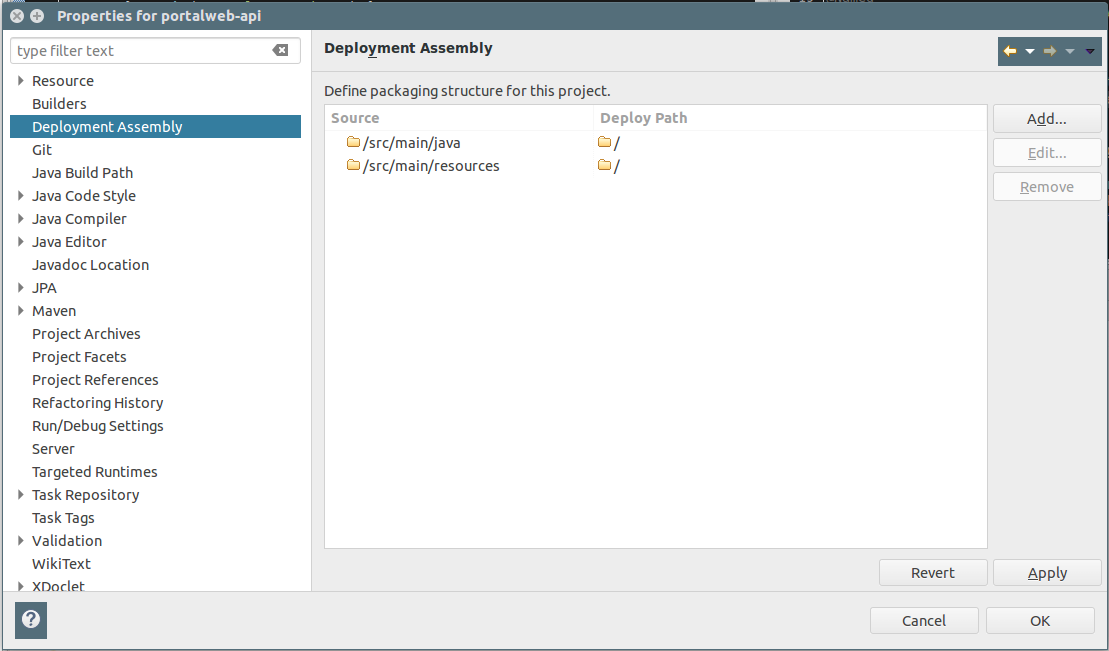 Properties for portalweb-api
type filter text
Resource
Builders
Deployment Assembly
Git
Java Build Path
Java Code Style
Java Compiler
Java Editor
Javadoc Location
JPA
Maven
Project Archives
Project Facets
Project References
Refactoring History
Run/Debug Settings
Server
Targeted Runtimes
Task Repository
Task Tags
Validation
WikiText
XDoclet
Deployment Assembly
Define packaging structure for this project.
Source Deploy Path
/src/main/java /
/src/main/resources /
Add...
Edit...
Remove
Revert Apply
? Cancel OK